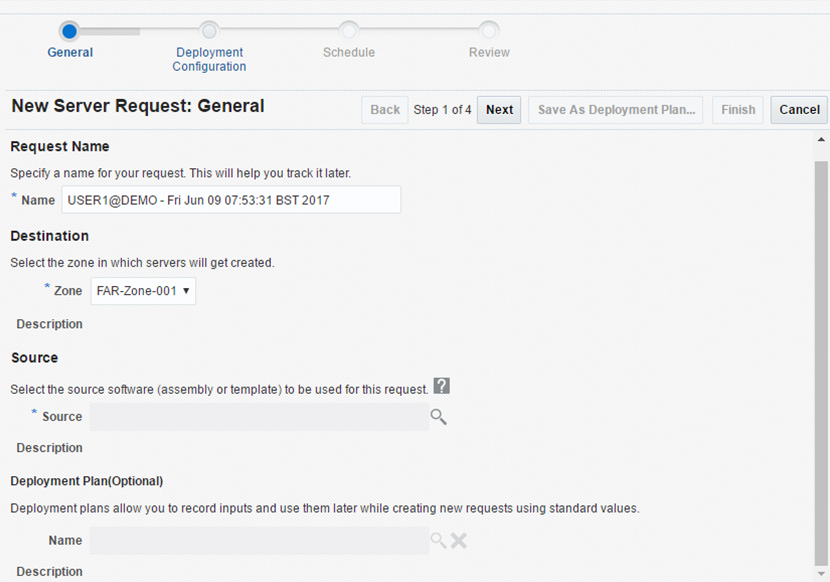 General
Deployment
Configuration
Schedule
Review
New Server Request: General
Back Step 1 of 4 Next Save As Deployment Plan... Finish Cancel
Request Name
Specify a name for your request. This will help you track it later.
* Name USER1@DEMO - Fri Jun 09 07:53:31 BST 2017
Destination
Select the zone in which servers will get created.
* Zone FAR-Zone-001
Description
Source
Select the source software (assembly or template) to be used for this request. ?
* Source
Description
Deployment Plan(Optional)
Deployment plans allow you to record inputs and use them later while creating new requests using standard values.
Name
Description